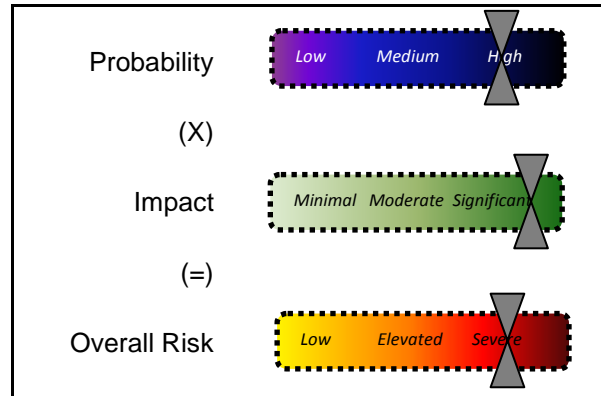 Probability
Low Medium High
(X)
Impact
Minimal Moderate Significant
(=)
Overall Risk
Low Elevated Severe